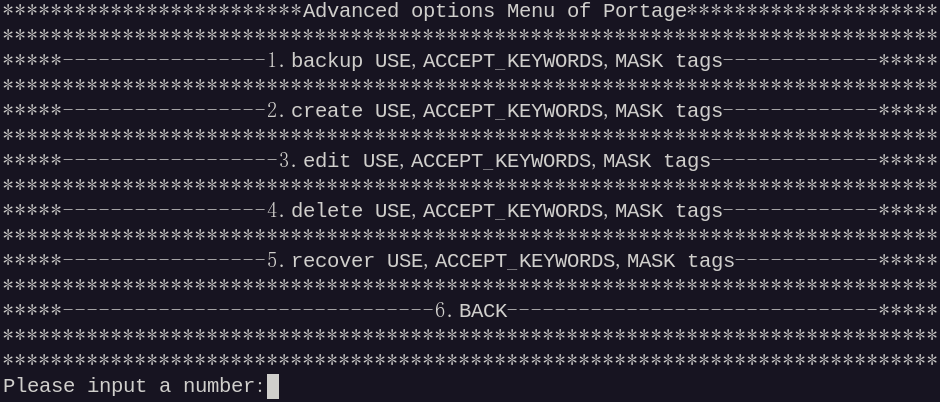 *************************Advanced options Menu of Portage*********************
******************************************************************************
*****-----------------1.backup USE,ACCEPT_KEYWORDS,MASK tags-------------*****
******************************************************************************
*****-----------------2.create USE,ACCEPT_KEYWORDS,MASK tags-------------*****
******************************************************************************
*****------------------3.edit USE,ACCEPT_KEYWORDS,MASK tags--------------*****
******************************************************************************
*****-----------------4.delete USE,ACCEPT_KEYWORDS,MASK tags-------------*****
******************************************************************************
*****-----------------5.recover USE,ACCEPT_KEYWORDS,MASK tags------------*****
******************************************************************************
*****-------------------------------6.BACK-------------------------------*****
******************************************************************************
******************************************************************************
Please input a number: